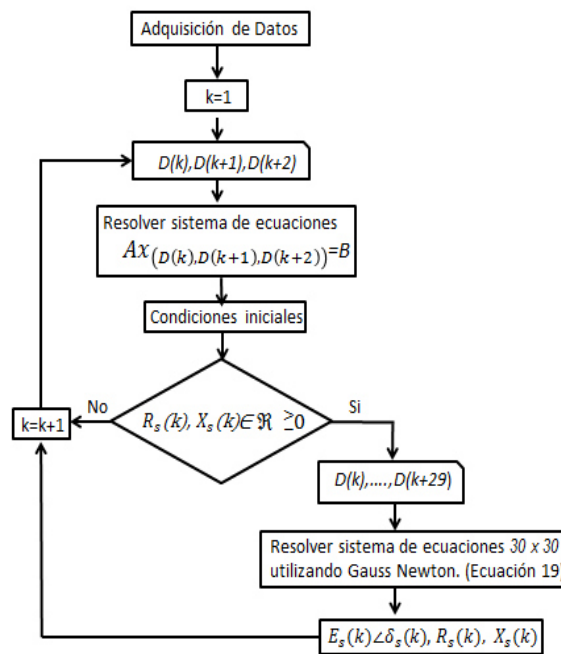 Adquisición de Datos
k=1
D(k),D(k+1),D(k+2)
Resolver sistema de ecuaciones
Ax(D(k),D(k+1),D(k+2))=B
Condiciones iniciales
No
Si
k=k+1
Rs(k), Xs(k)∈ℜ ≥0
D(k),....,D(k+29)
Resolver sistema de ecuaciones 30 x 30
utilizando Gauss Newton. (Ecuación 19)
Es(k)∠δs(k), Rs(k), Xs(k)